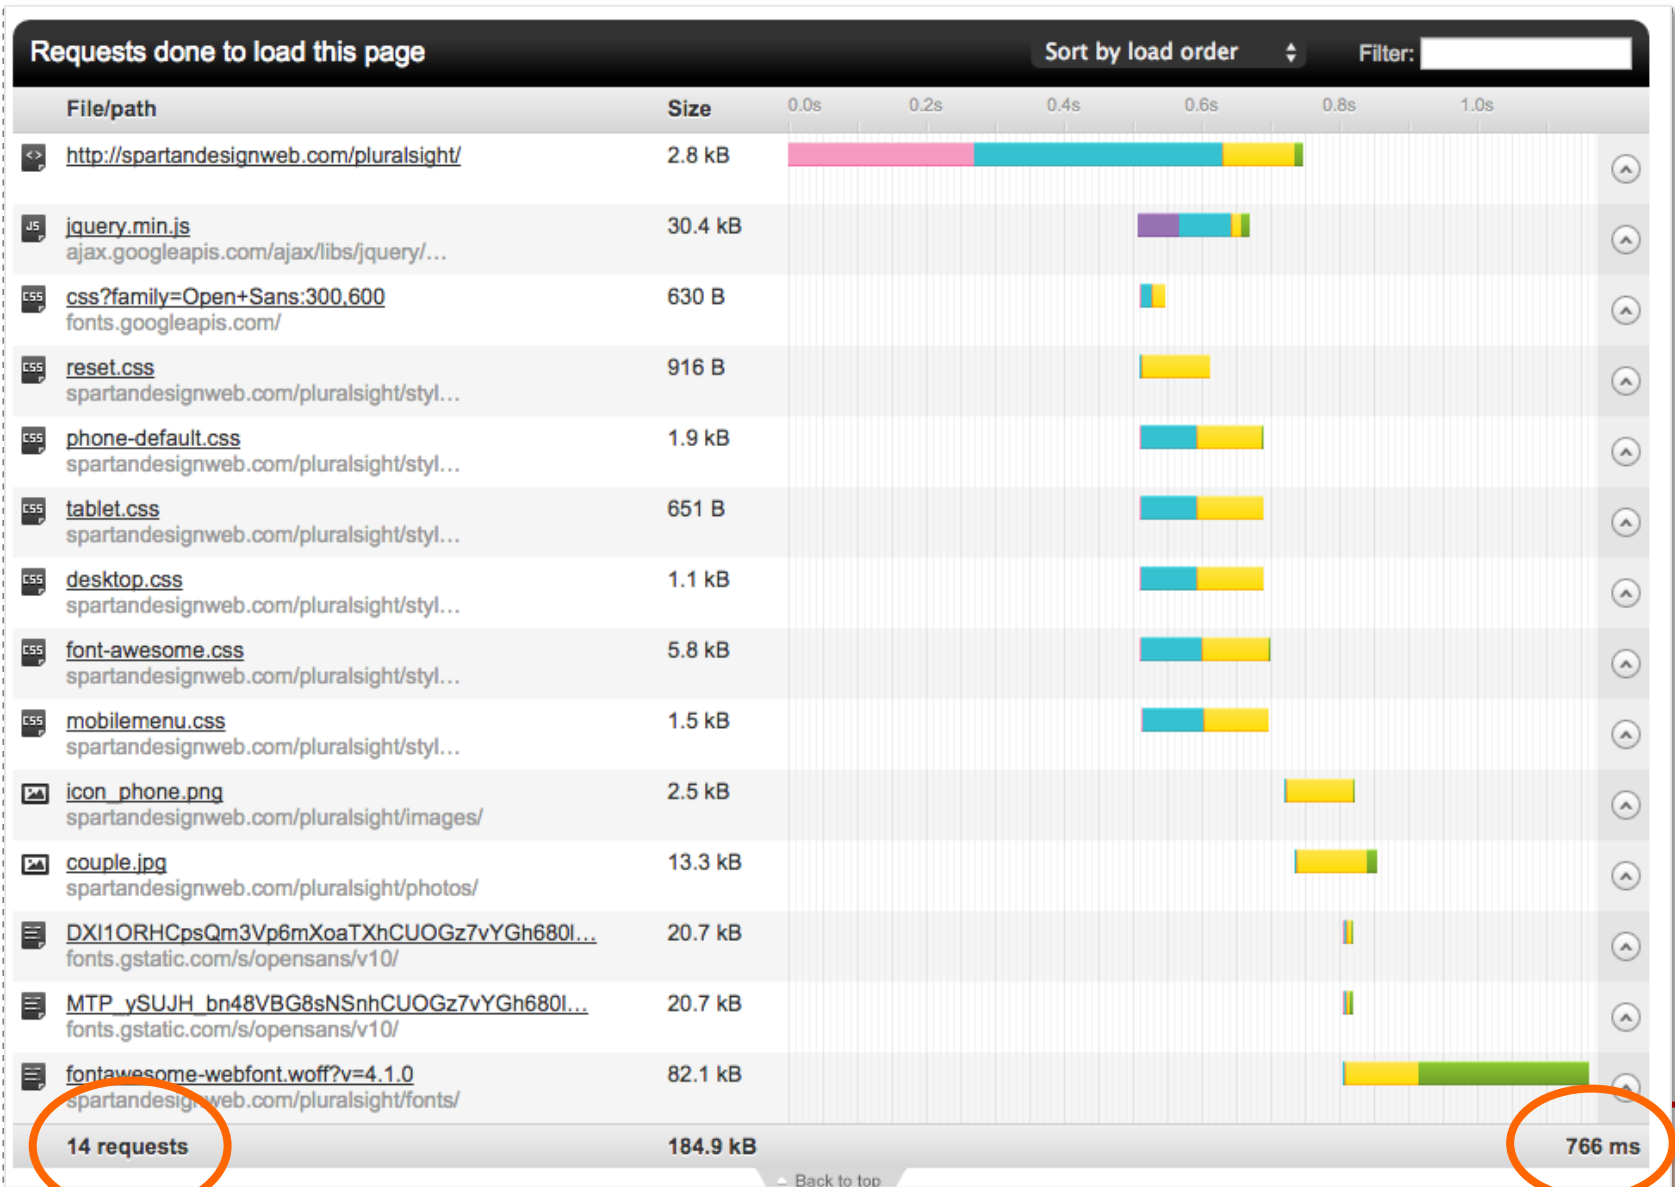 Requests done to load this page Sort by load order Filter:
File/path Size 0.0s 0.2s 0.4s 0.6s 0.8s 1.0s
http://spartandesignweb.com/pluralsight/ 2.8 kB
JS jquery.min.js 30.4 kB
ajax.googleapis.com/ajax/libs/jquery/…
CSS css?family=Open+Sans:300,600 630 B
fonts.googleapis.com/
CSS reset.css 916 B
spartandesignweb.com/pluralsight/styl…
CSS phone-default.css 1.9 kB
spartandesignweb.com/pluralsight/styl…
CSS tablet.css 651 B
spartandesignweb.com/pluralsight/styl…
CSS desktop.css 1.1 kB
spartandesignweb.com/pluralsight/styl…
CSS font-awesome.css 5.8 kB
spartandesignweb.com/pluralsight/styl…
CSS mobilemenu.css 1.5 kB
spartandesignweb.com/pluralsight/styl…
icon_phone.png 2.5 kB
spartandesignweb.com/pluralsight/images/
couple.jpg 13.3 kB
spartandesignweb.com/pluralsight/photos/
DXI1ORHCpsQm3Vp6mXoaTXhCUOGz7vYGh680l… 20.7 kB
fonts.gstatic.com/s/opensans/v10/
MTP_ySUJH_bn48VBG8sNSnhCUOGz7vYGh680l… 20.7 kB
fonts.gstatic.com/s/opensans/v10/
fontawesome-webfont.woff?v=4.1.0 82.1 kB
spartandesignweb.com/pluralsight/fonts/
14 requests 184.9 kB 766 ms
Back to top